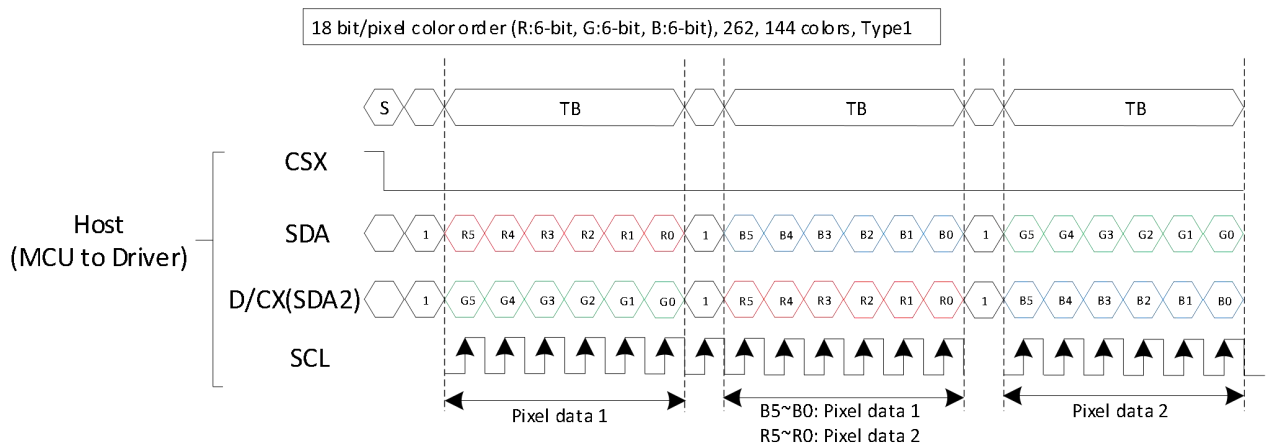 18 bit/pixel color order (R:6-bit, G:6-bit, B:6-bit), 262, 144 colors, Type1
S TB TB TB
CSX
Host
(MCU to Driver)
SDA 1 R5 R4 R3 R2 R1 R0 1 B5 B4 B3 B2 B1 B0 1 G5 G4 G3 G2 G1 G0
D/CX(SDA2) 1 G5 G4 G3 G2 G1 G0 1 R5 R4 R3 R2 R1 R0 1 B5 B4 B3 B2 B1 B0
SCL
Pixel data 1
B5~B0: Pixel data 1
R5~R0: Pixel data 2
Pixel data 2